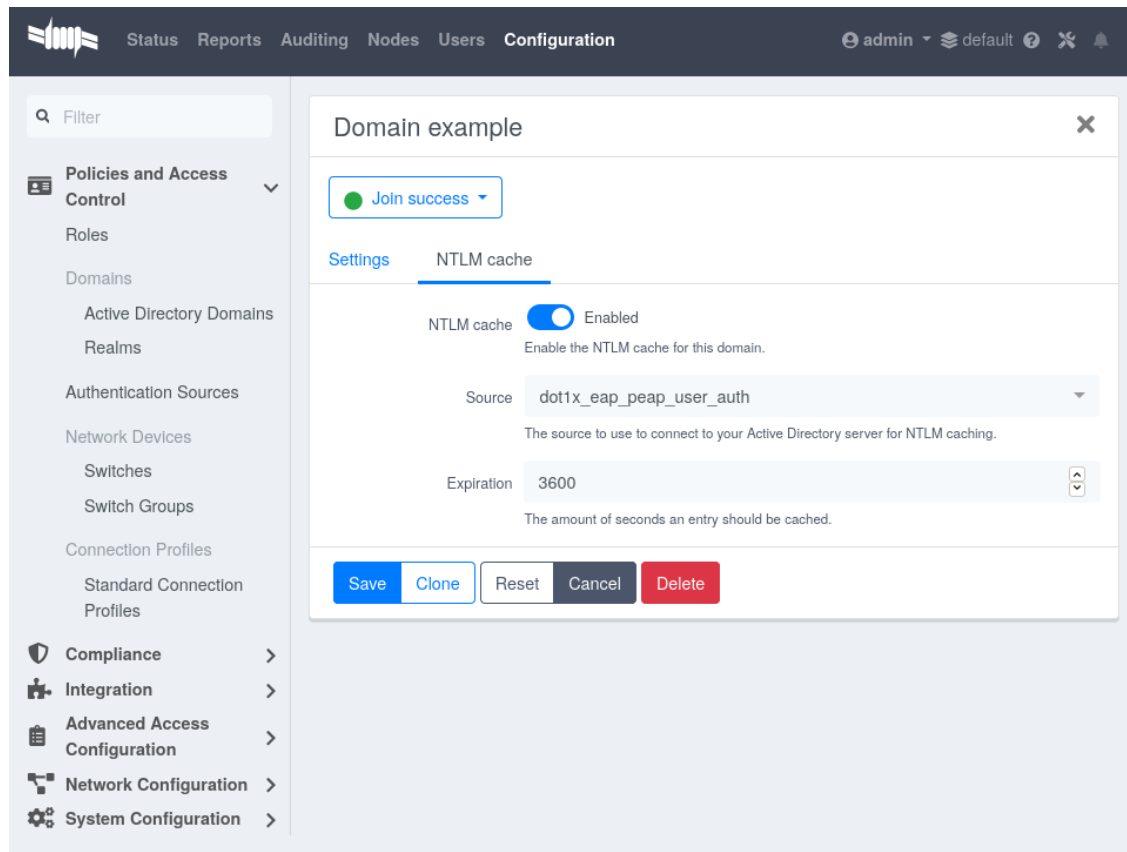 Status Reports Auditing Nodes Users Configuration admin default
Filter
Policies and Access
Control
Roles
Domains
Active Directory Domains
Realms
Authentication Sources
Network Devices
Switches
Switch Groups
Connection Profiles
Standard Connection
Profiles
Compliance
Integration
Advanced Access
Configuration
Network Configuration
System Configuration
Domain example
Join success
Settings NTLM cache
NTLM cache Enabled
Enable the NTLM cache for this domain.
Source dot1x_eap_peap_user_auth
The source to use to connect to your Active Directory server for NTLM caching.
Expiration 3600
The amount of seconds an entry should be cached.
Save Clone Reset Cancel Delete